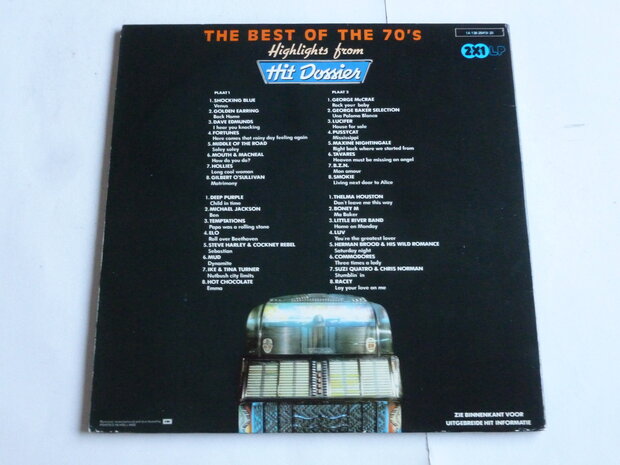 THE BEST OF THE 70's
Highlights from
Hit Dossier
2X1 LP
PLAAT 1
1. SHOCKING BLUE
Venus
2. GOLDEN EARRING
Back Home
3. DAVE EDMUNDS
I hear you knocking
4. FORTUNES
Here comes that rainy day feeling again
5. MIDDLE OF THE ROAD
Soley soley
6. MOUTH & MACNEAL
How do you do?
7. HOLLIES
Long cool woman
8. GILBERT O'SULLIVAN
Matrimony
1. DEEP PURPLE
Child in time
2. MICHAEL JACKSON
Ben
3. TEMPTATIONS
Papa was a rolling stone
4. ELO
Roll over Beethoven
5. STEVE HARLEY & COCKNEY REBEL
Sebastian
6. MUD
Dynamite
7. IKE & TINA TURNER
Nutbush city limits
8. HOT CHOCOLATE
Emma
PLAAT 2
1. GEORGE McCRAE
Rock your baby
2. GEORGE BAKER SELECTION
Una Paloma Blanca
3. LUCIFER
House for sale
4. PUSSYCAT
Mississippi
5. MAXINE NIGHTINGALE
Right back where we started from
6. TAVARES
Heaven must be missing an angel
7. B.Z.N.
Mon amour
8. SMOKIE
Living next door to Alice
1. THELMA HOUSTON
Don't leave me this way
2. BONEY M
Ma Baker
3. LITTLE RIVER BAND
Home on Monday
4. LUV
You're the greatest lover
5. HERMAN BROOD & HIS WILD ROMANCE
Saturday night
6. COMMODORES
Three times a lady
7. SUZI QUATRO & CHRIS NORMAN
Stumblin' in
8. RACEY
Lay your love on me
ZIE BINNENKANT VOOR
UITGEBREIDE HIT INFORMATIE